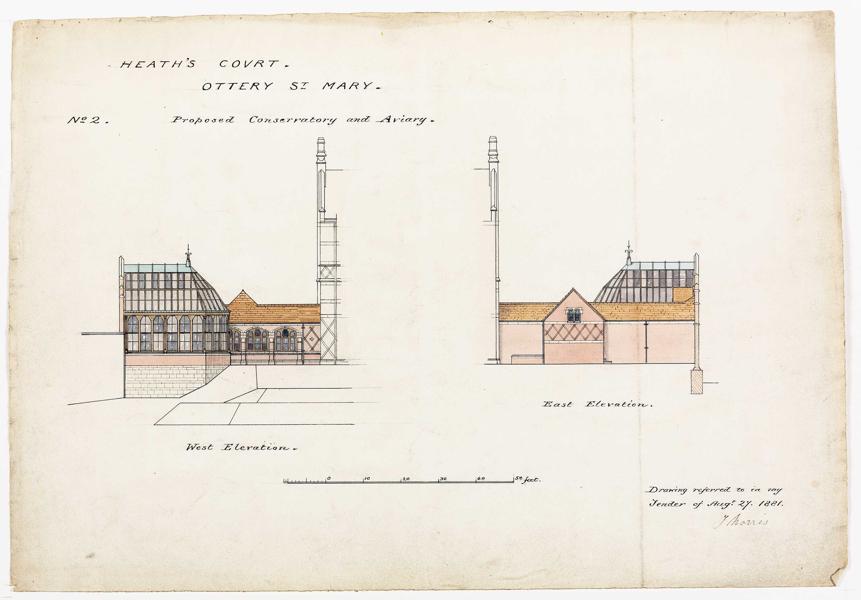 HEATH'S COVRT.
OTTERY ST MARY.
No 2. Proposed Conservatory and Aviary.
East Elevation.
West Elevation.
0 10 20 30 40 50 feet.
Drawing referred to in my
Tender of Augt 27. 1881.
J Morris